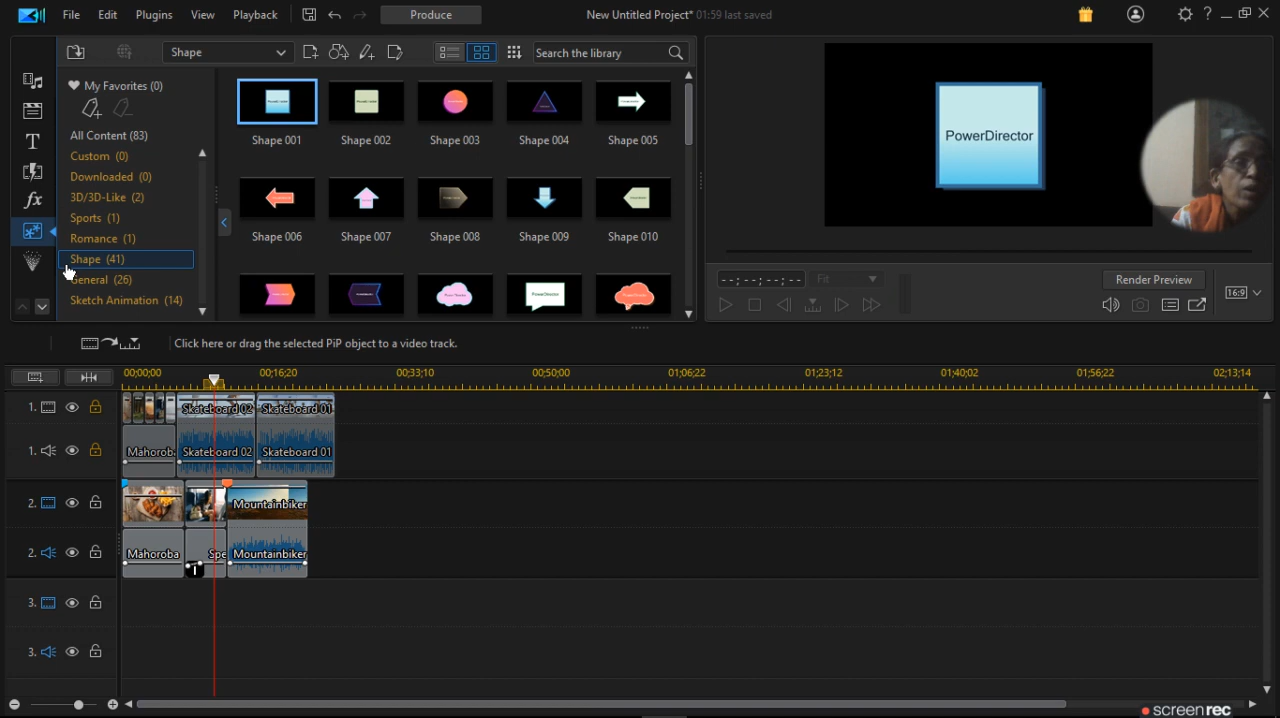 File Edit Plugins View Playback Produce New Untitled Project* 01:59 last saved
Shape Search the library
My Favorites (0)
All Content (83)
Custom (0)
Downloaded (0)
3D/3D-Like (2)
Sports (1)
Romance (1)
Shape (41)
General (26)
Sketch Animation (14)
Shape 001 Shape 002 Shape 003 Shape 004 Shape 005
Shape 006 Shape 007 Shape 008 Shape 009 Shape 010
PowerDirector
--;--;--;-- Fit Render Preview
16:9
Click here or drag the selected PiP object to a video track.
00;00;00 00;16;20 00;33;10 00;50;00 01;06;22 01;23;12 01;40;02 01;56;22 02;13;14
1. Skateboard 02 Skateboard 01
1. Mahorob Skateboard 02 Skateboard 01
2. Mountainbiker
2. Mahoroba Spe Mountainbiker
3.
3.
screenrec